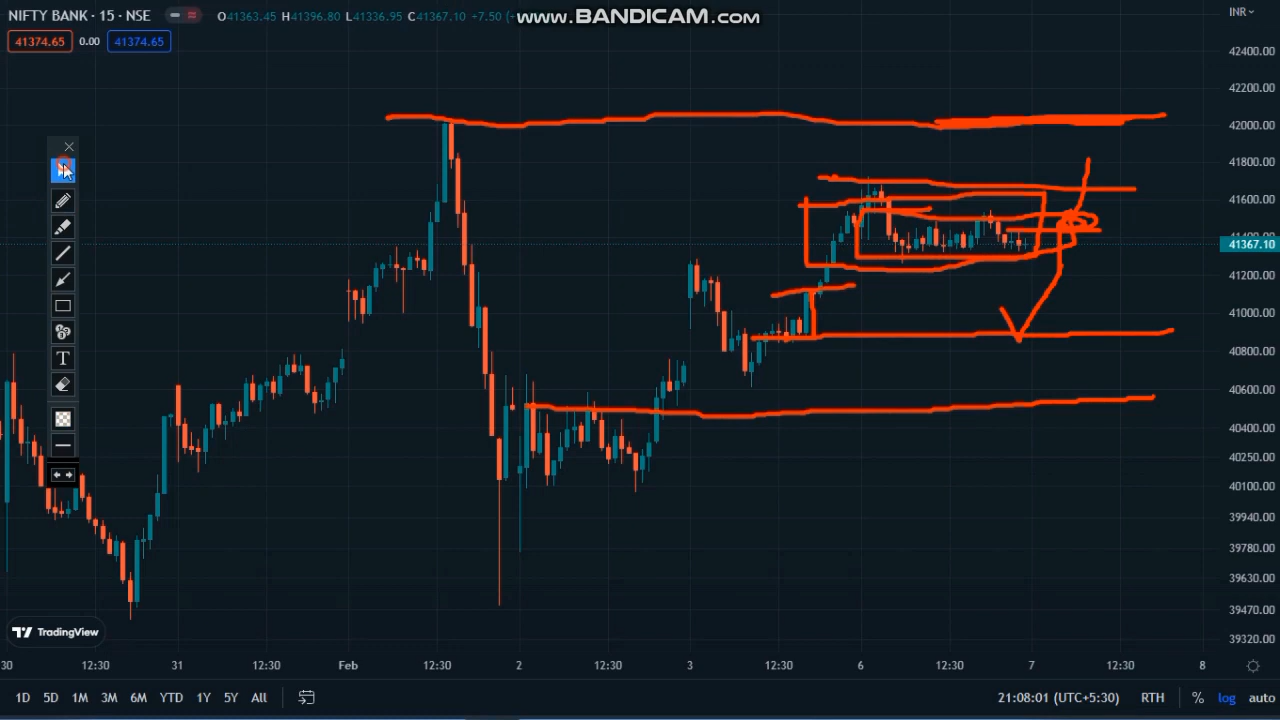 NIFTY BANK · 15 · NSE
O41363.45 H41396.80 L41336.95 C41367.10 +7.50
www.BANDICAM.com
INR
41374.65 0.00 41374.65
42400.00
42200.00
42000.00
41800.00
41600.00
41400.00
41367.10
41200.00
41000.00
40800.00
40600.00
40400.00
40250.00
40100.00
39940.00
39780.00
39630.00
39470.00
39320.00
T
TradingView
30 12:30 31 12:30 Feb 12:30 2 12:30 3 12:30 6 12:30 7 12:30 8
1D 5D 1M 3M 6M YTD 1Y 5Y All 21:08:01 (UTC+5:30) RTH % log auto